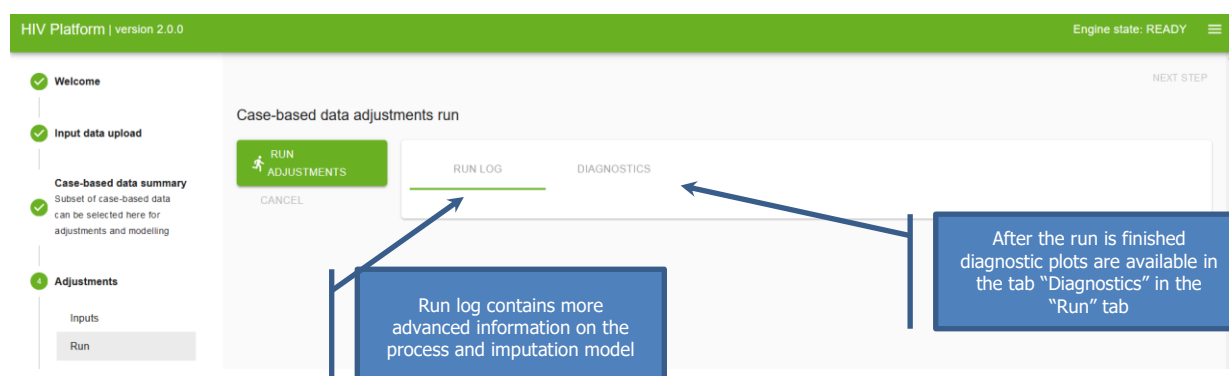 HIV Platform | version 2.0.0
Engine state: READY
Welcome
NEXT STEP
Input data upload
Case-based data summary
Subset of case-based data
can be selected here for
adjustments and modelling
4 Adjustments
Inputs
Run
Case-based data adjustments run
RUN
ADJUSTMENTS
CANCEL
RUN LOG
DIAGNOSTICS
Run log contains more
advanced information on the
process and imputation model
After the run is finished
diagnostic plots are available in
the tab “Diagnostics” in the
“Run” tab